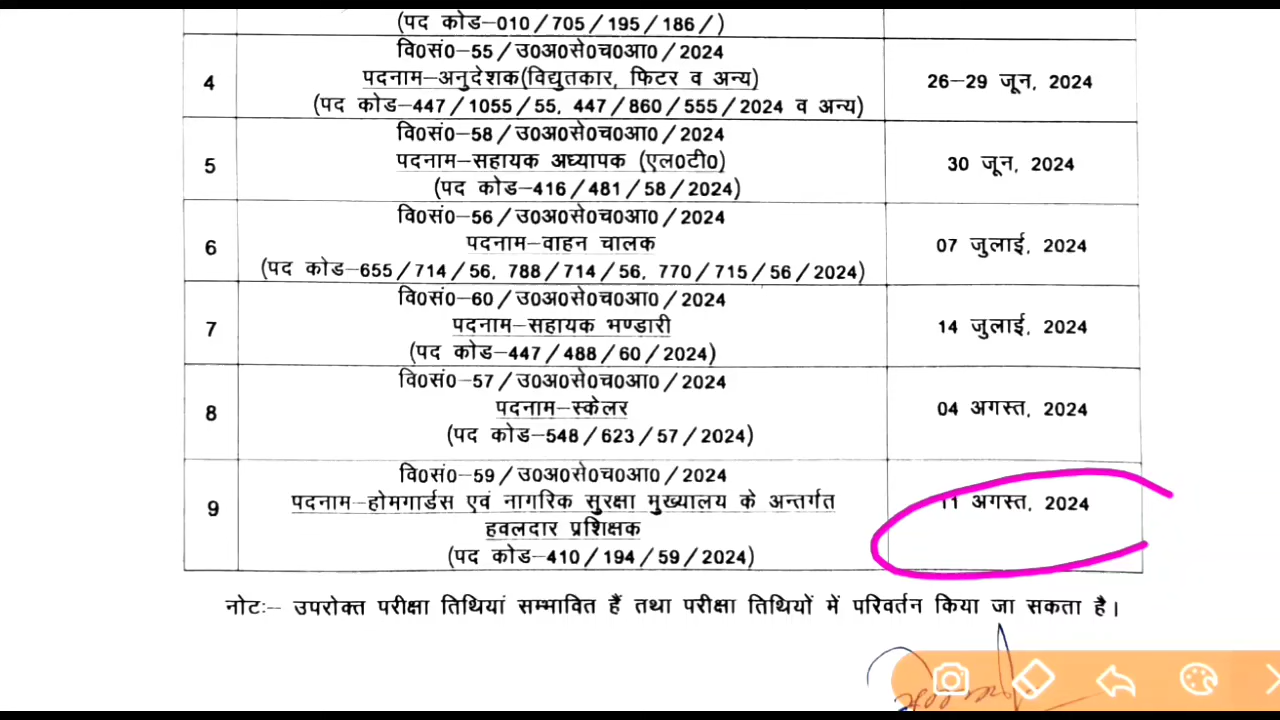 (पद कोड–010/705/195/186/)
वि0सं0–55/उ0अ0से0च0आ0/2024
4
पदनाम–अनुदेशक(विद्युतकार, फिटर व अन्य)
26–29 जून, 2024
(पद कोड–447/1055/55, 447/860/555/2024 व अन्य)
वि0सं0–58/उ0अ0से0च0आ0/2024
5
पदनाम–सहायक अध्यापक (एल0टी0)
30 जून, 2024
(पद कोड–416/481/58/2024)
वि0सं0–56/उ0अ0से0च0आ0/2024
6
पदनाम–वाहन चालक
07 जुलाई, 2024
(पद कोड–655/714/56, 788/714/56, 770/715/56/2024)
वि0सं0–60/उ0अ0से0च0आ0/2024
7
पदनाम–सहायक भण्डारी
14 जुलाई, 2024
(पद कोड–447/488/60/2024)
वि0सं0–57/उ0अ0से0च0आ0/2024
8
पदनाम–स्केलर
04 अगस्त, 2024
(पद कोड–548/623/57/2024)
वि0सं0–59/उ0अ0से0च0आ0/2024
9
पदनाम–होमगार्डस एवं नागरिक सुरक्षा मुख्यालय के अन्तर्गत
11 अगस्त, 2024
हवलदार प्रशिक्षक
(पद कोड–410/194/59/2024)
नोटः– उपरोक्त परीक्षा तिथियां सम्भावित हैं तथा परीक्षा तिथियों में परिवर्तन किया जा सकता है।